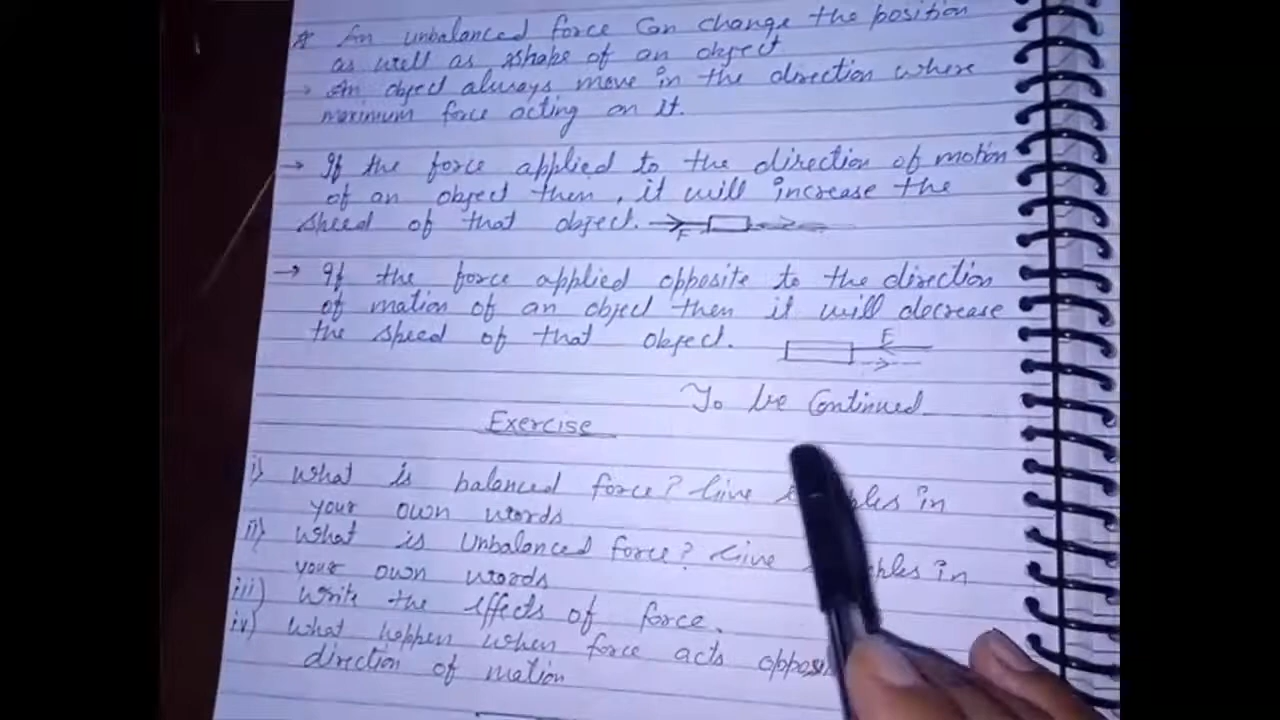 * An unbalanced force Can change the position
as well as shape of an object
An object always move in the direction where
maximum force acting on it.
→ If the force applied to the direction of motion
of an object then, it will increase the
speed of that object.
F
→ If the force applied opposite to the direction
of mation of an object then it will decrease
the speed of that object.
F
To be Continued
Exercise
i) What is balanced force? Give in
your own words
ii) What is Unbalanced force? Give in
your own words
iii) Write the effects of force.
iv) What happen when force acts
direction of mation